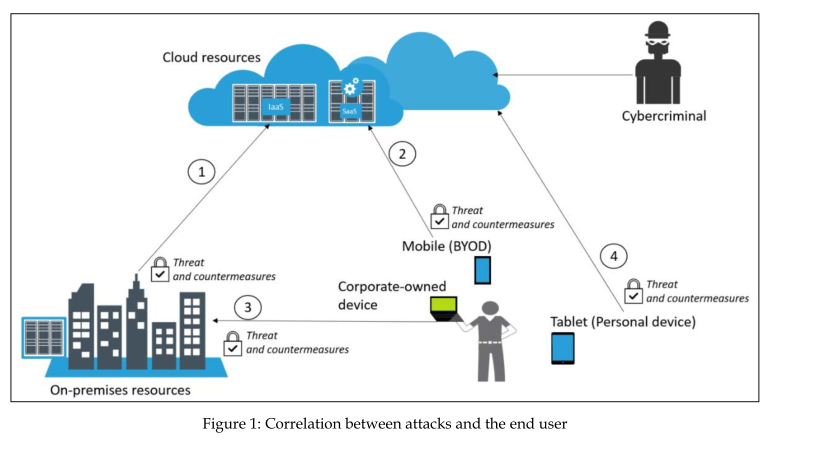 Cloud resources
IaaS
SaaS
Cybercriminal
1
2
Threat
and countermeasures
Mobile (BYOD)
4
Threat
and countermeasures
Corporate-owned
device
Threat
and countermeasures
3
Tablet (Personal device)
Threat
and countermeasures
On-premises resources
Figure 1: Correlation between attacks and the end user